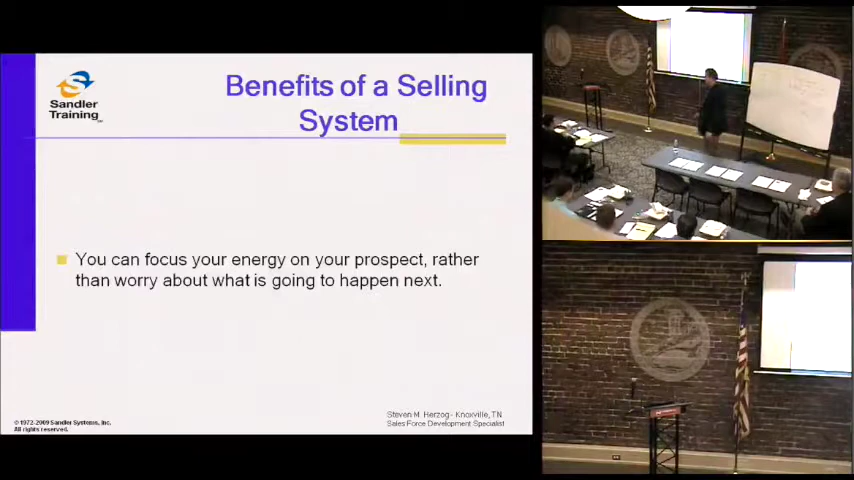 Sandler
Training
Benefits of a Selling
System
You can focus your energy on your prospect, rather
than worry about what is going to happen next.
Steven M. Herzog - Knoxville, TN
Sales Force Development Specialist
© 1972-2009 Sandler Systems, Inc.
All rights reserved.